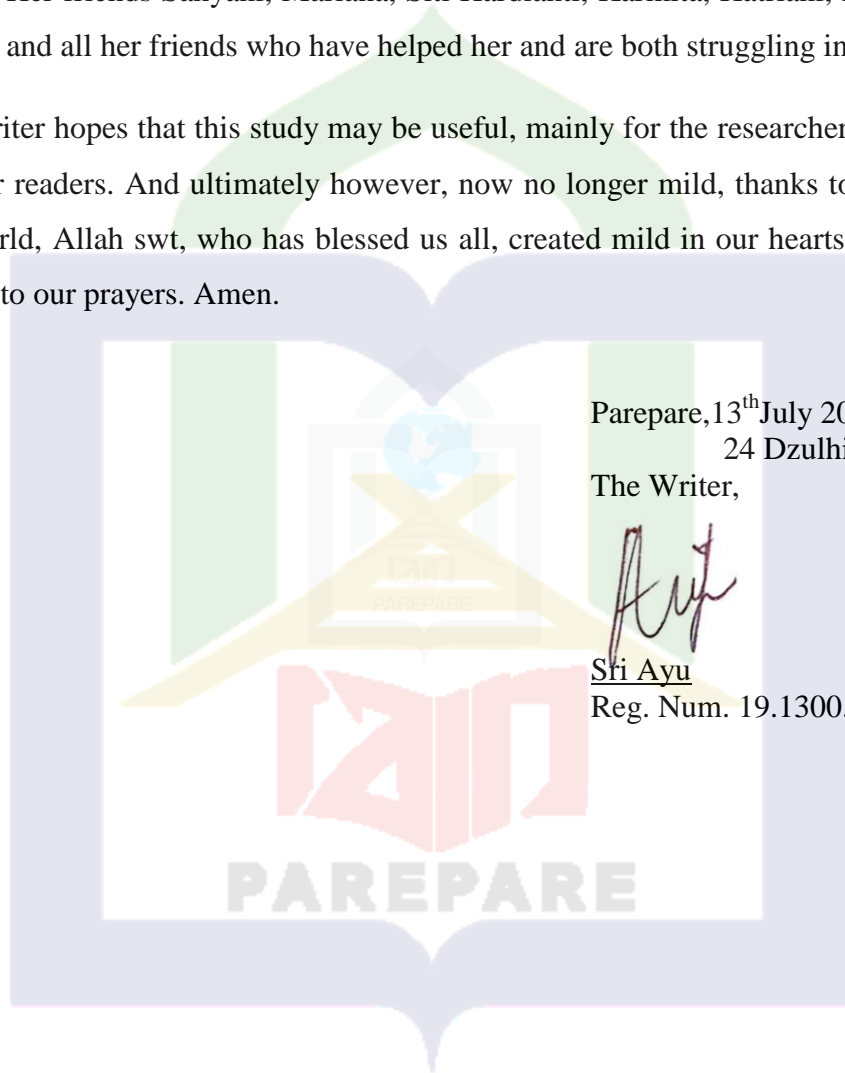 and all her friends who have helped her and are both struggling in
riter hopes that this study may be useful, mainly for the researcher
r readers. And ultimately however, now no longer mild, thanks to
rld, Allah swt, who has blessed us all, created mild in our hearts
to our prayers. Amen.
Parepare,13thJuly 20
24 Dzulhi
The Writer,
Sri Ayu
Reg. Num. 19.1300.
IAIN
PAREPARE
IAIN
PAREPARE